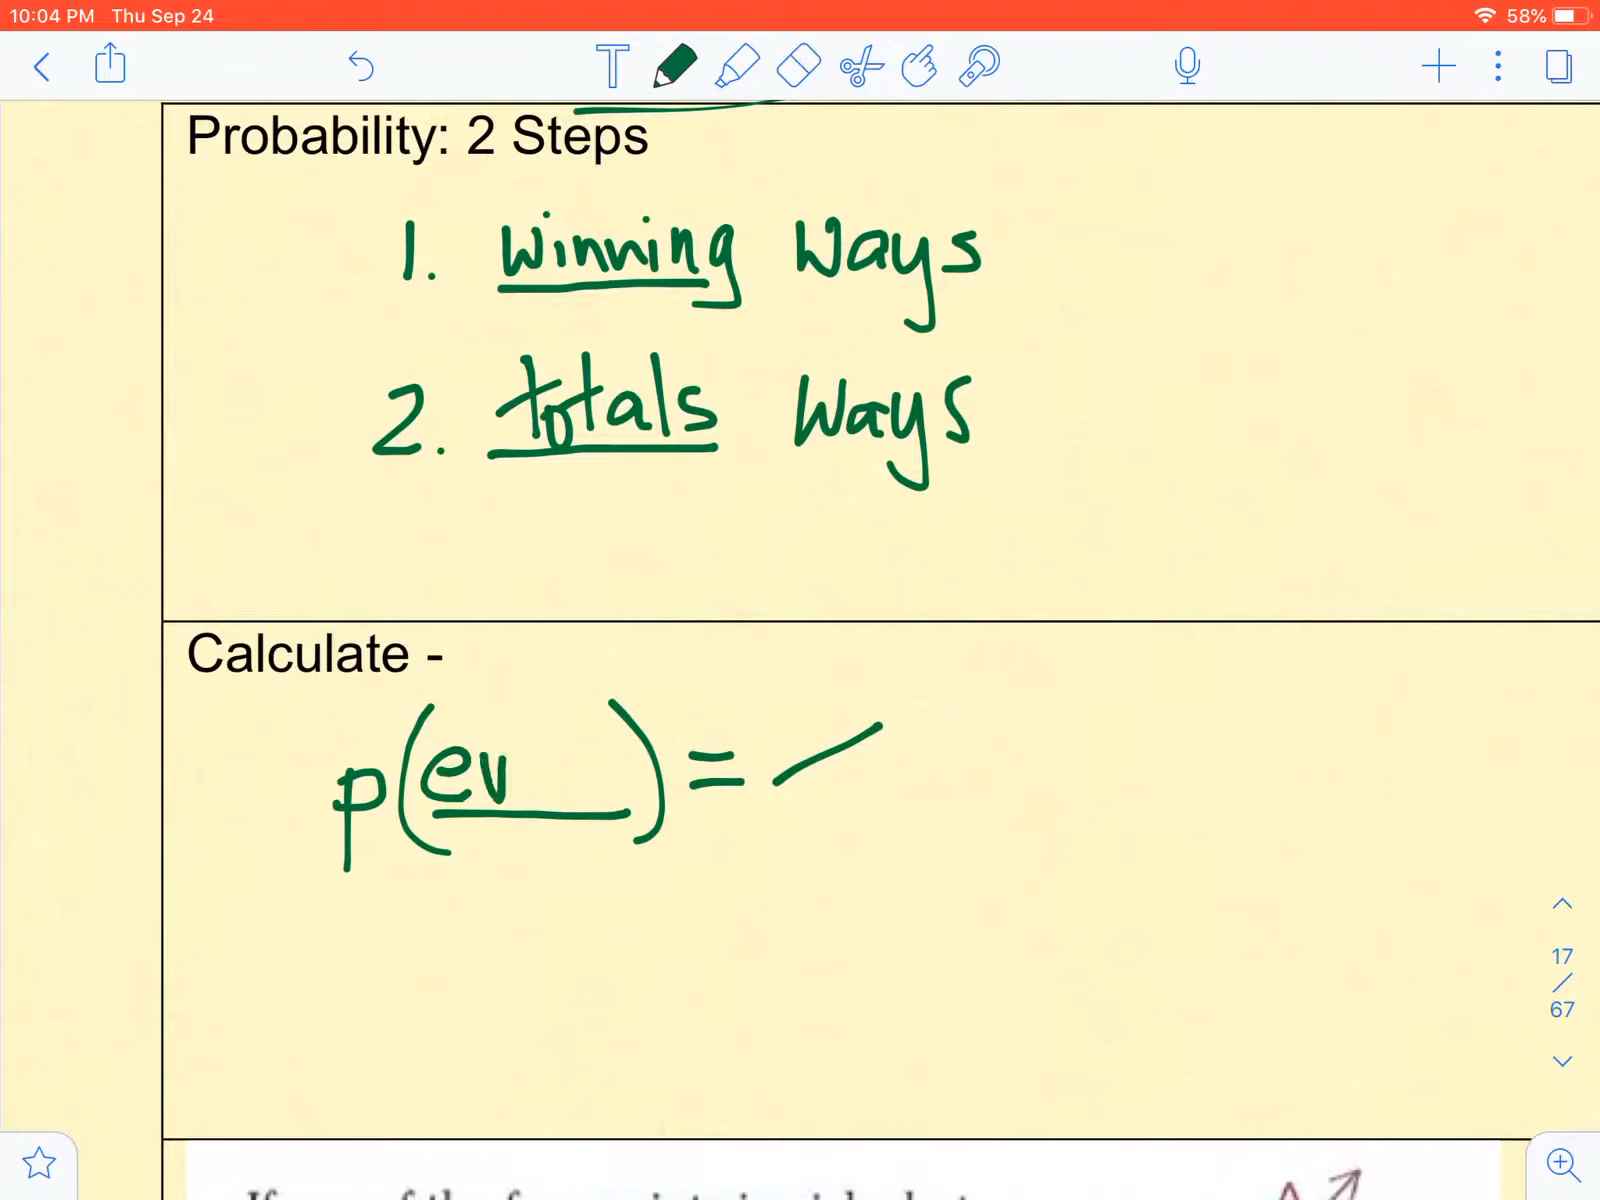 10:04 PM Thu Sep 24 58%
T
Probability: 2 Steps
1. winning ways
2. totals ways
Calculate -
p(ev ) =
17
/
67